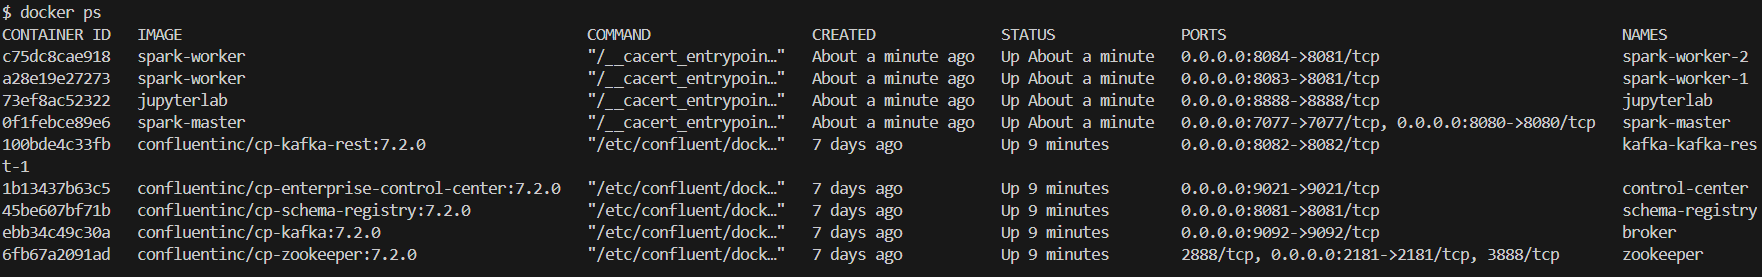 $ docker ps
CONTAINER ID   IMAGE                                             COMMAND                  CREATED              STATUS              PORTS                                            NAMES
c75dc8cae918   spark-worker                                      "/__cacert_entrypoin…"   About a minute ago   Up About a minute   0.0.0.0:8084->8081/tcp                           spark-worker-2
a28e19e27273   spark-worker                                      "/__cacert_entrypoin…"   About a minute ago   Up About a minute   0.0.0.0:8083->8081/tcp                           spark-worker-1
73ef8ac52322   jupyterlab                                        "/__cacert_entrypoin…"   About a minute ago   Up About a minute   0.0.0.0:8888->8888/tcp                           jupyterlab
0f1febce89e6   spark-master                                      "/__cacert_entrypoin…"   About a minute ago   Up About a minute   0.0.0.0:7077->7077/tcp, 0.0.0.0:8080->8080/tcp   spark-master
100bde4c33fb   confluentinc/cp-kafka-rest:7.2.0                  "/etc/confluent/dock…"   7 days ago           Up 9 minutes        0.0.0.0:8082->8082/tcp                           kafka-kafka-res
t-1
1b13437b63c5   confluentinc/cp-enterprise-control-center:7.2.0   "/etc/confluent/dock…"   7 days ago           Up 9 minutes        0.0.0.0:9021->9021/tcp                           control-center
45be607bf71b   confluentinc/cp-schema-registry:7.2.0             "/etc/confluent/dock…"   7 days ago           Up 9 minutes        0.0.0.0:8081->8081/tcp                           schema-registry
ebb34c49c30a   confluentinc/cp-kafka:7.2.0                       "/etc/confluent/dock…"   7 days ago           Up 9 minutes        0.0.0.0:9092->9092/tcp                           broker
6fb67a2091ad   confluentinc/cp-zookeeper:7.2.0                   "/etc/confluent/dock…"   7 days ago           Up 9 minutes        2888/tcp, 0.0.0.0:2181->2181/tcp, 3888/tcp       zookeeper